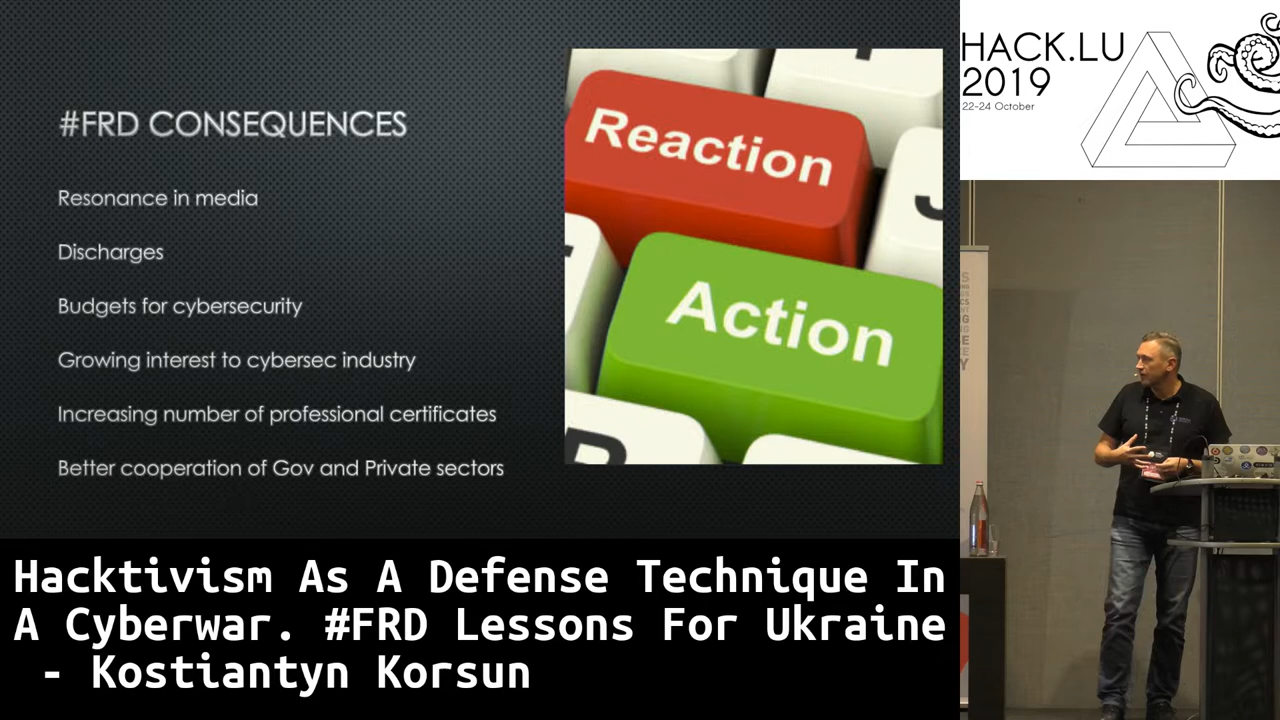 #FRD CONSEQUENCES
Resonance in media
Discharges
Budgets for cybersecurity
Growing interest to cybersec industry
Increasing number of professional certificates
Better cooperation of Gov and Private sectors
Reaction
Action
HACK.LU
2019
22-24 October
Hacktivism As A Defense Technique In
A Cyberwar. #FRD Lessons For Ukraine
- Kostiantyn Korsun